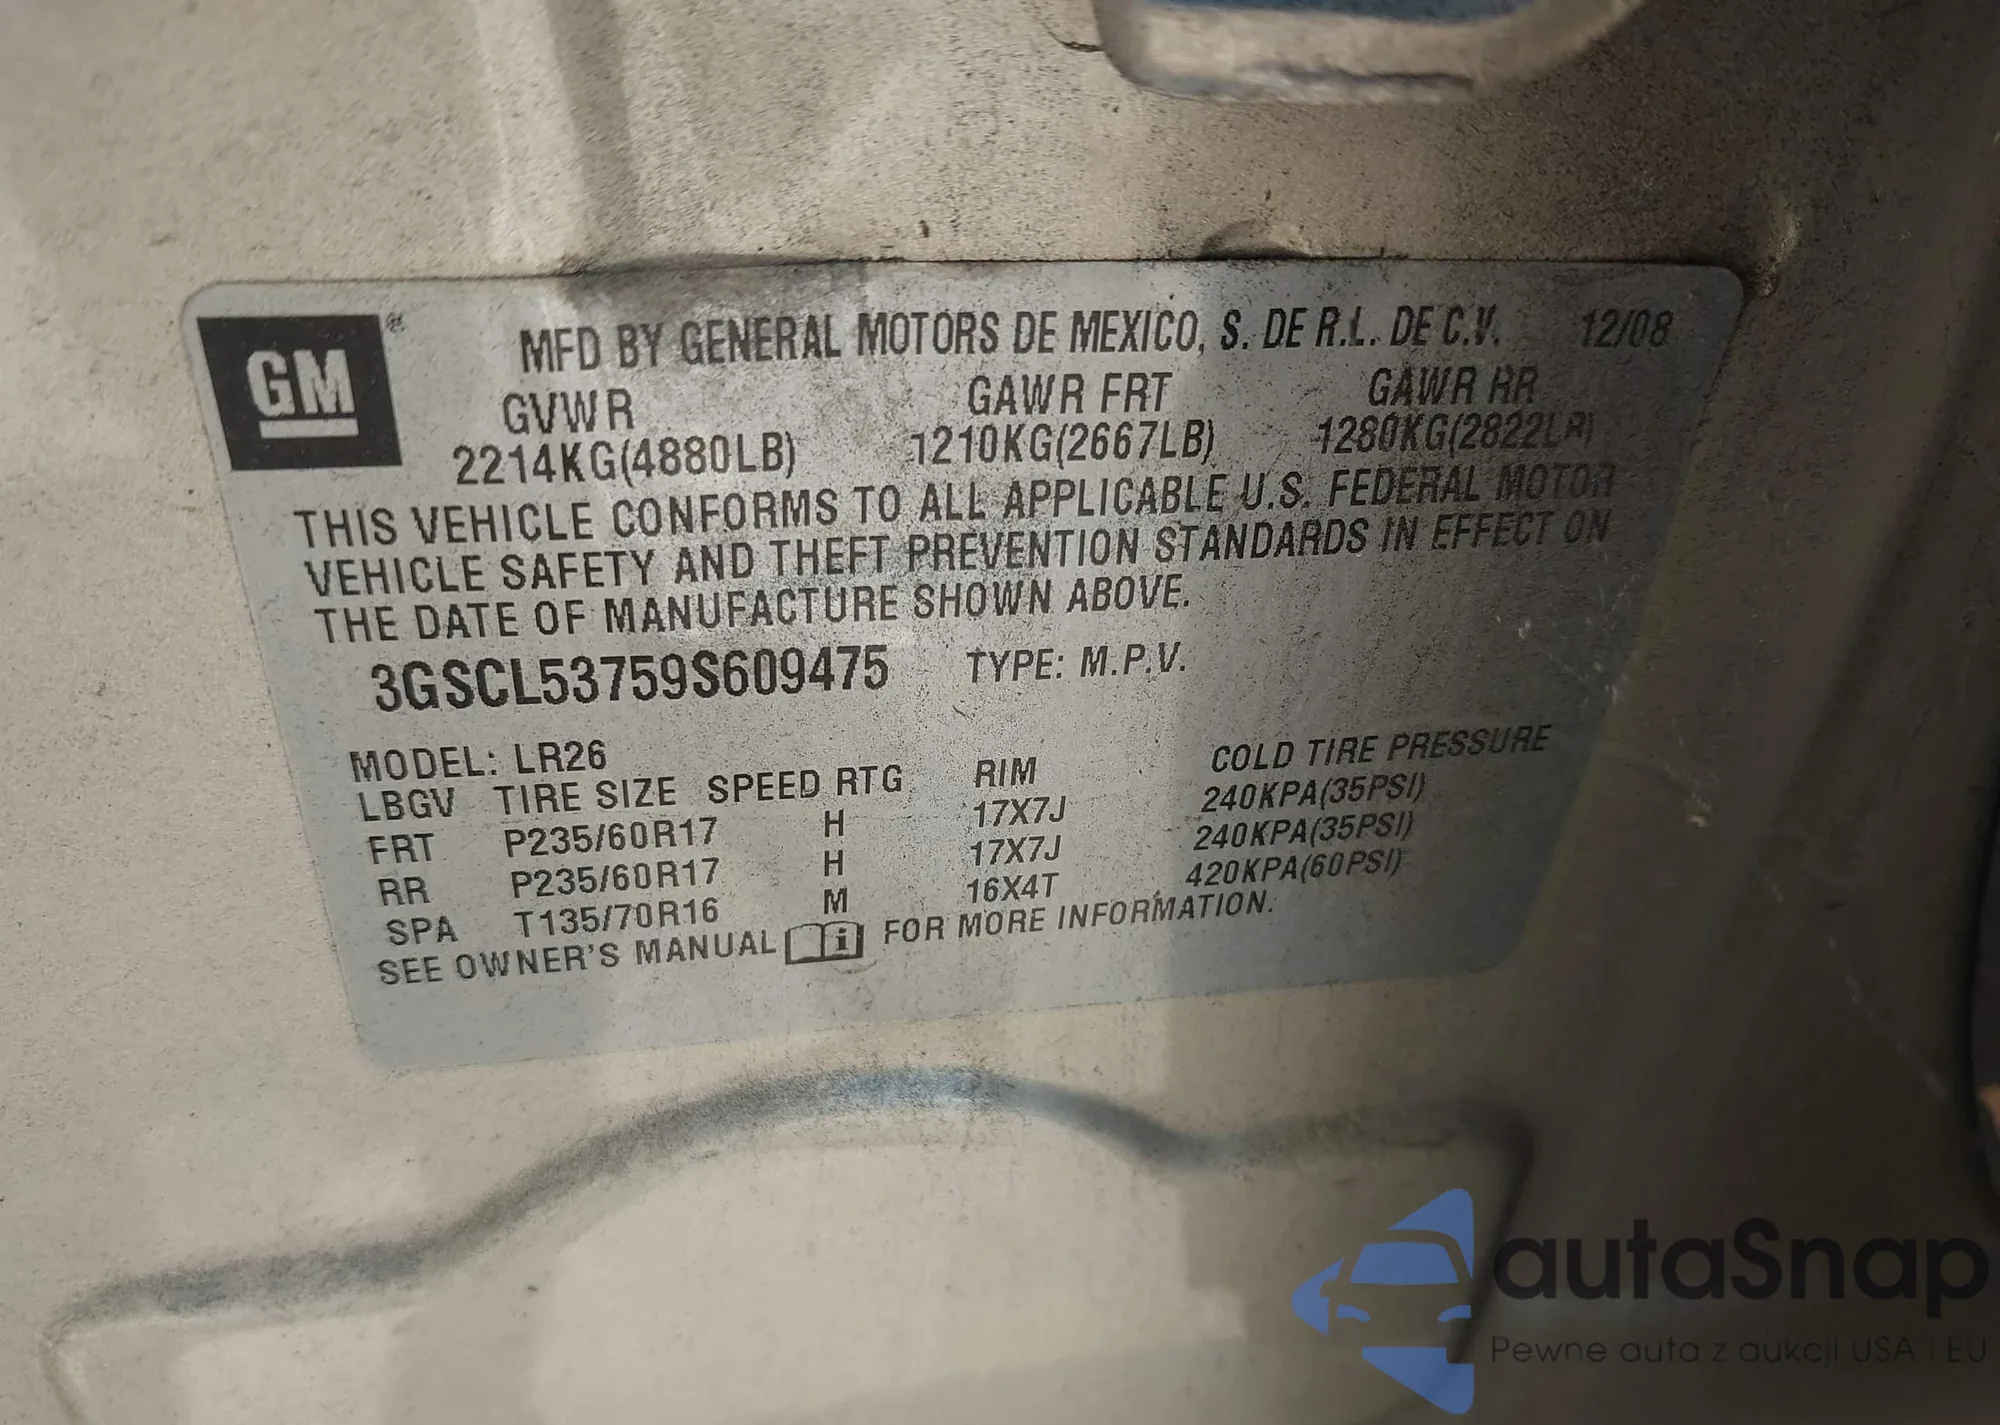 GM®
MFD BY GENERAL MOTORS DE MEXICO, S. DE R.L. DE C.V. 12/08
GVWR GAWR FRT GAWR RR
2214KG(4880LB) 1210KG(2667LB) 1280KG(2822LB)
THIS VEHICLE CONFORMS TO ALL APPLICABLE U.S. FEDERAL MOTOR
VEHICLE SAFETY AND THEFT PREVENTION STANDARDS IN EFFECT ON
THE DATE OF MANUFACTURE SHOWN ABOVE.
3GSCL53759S609475 TYPE: M.P.V.
MODEL: LR26
LBGV TIRE SIZE SPEED RTG RIM COLD TIRE PRESSURE
FRT P235/60R17 H 17X7J 240KPA(35PSI)
RR P235/60R17 H 17X7J 240KPA(35PSI)
SPA T135/70R16 M 16X4T 420KPA(60PSI)
SEE OWNER'S MANUAL FOR MORE INFORMATION.
autaSnap
Pewne auta z aukcji USA i EU